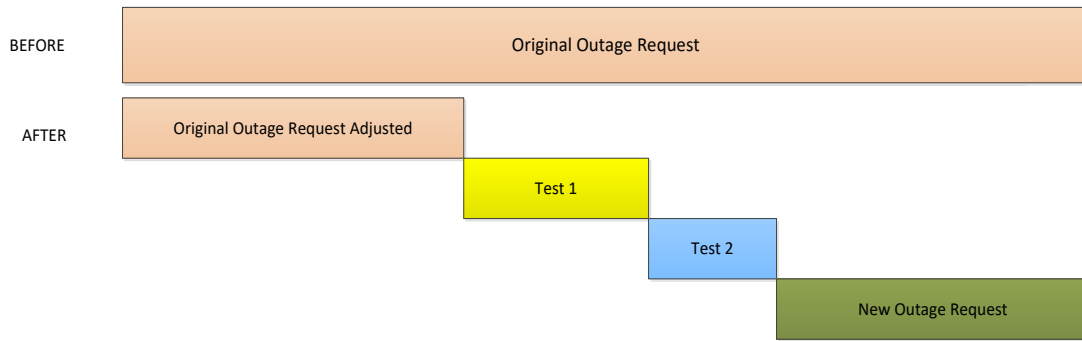 BEFORE
Original Outage Request
AFTER
Original Outage Request Adjusted
Test 1
Test 2
New Outage Request